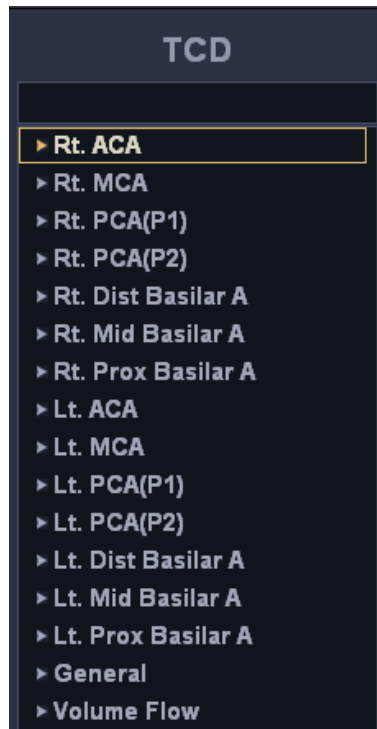 TCD
Rt. ACA
Rt. MCA
Rt. PCA(P1)
Rt. PCA(P2)
Rt. Dist Basilar A
Rt. Mid Basilar A
Rt. Prox Basilar A
Lt. ACA
Lt. MCA
Lt. PCA(P1)
Lt. PCA(P2)
Lt. Dist Basilar A
Lt. Mid Basilar A
Lt. Prox Basilar A
General
Volume Flow